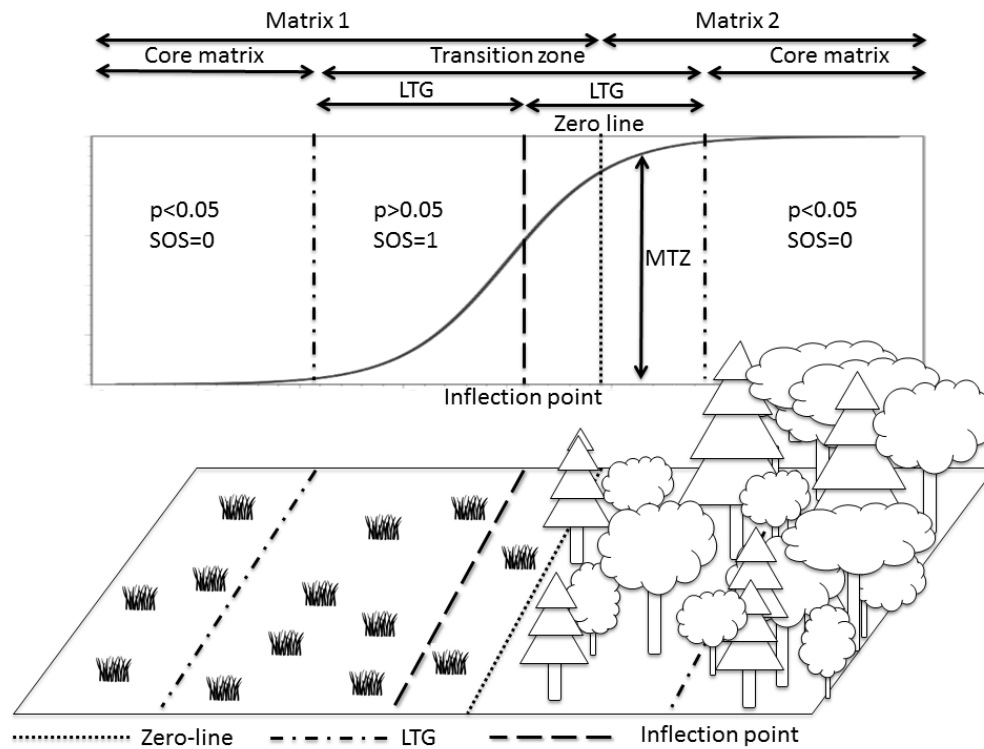 Matrix 1
Matrix 2
Core matrix
Transition zone
Core matrix
LTG
LTG
Zero line
p<0.05
SOS=0
p>0.05
SOS=1
p<0.05
SOS=0
MTZ
Inflection point
Zero-line
LTG
Inflection point